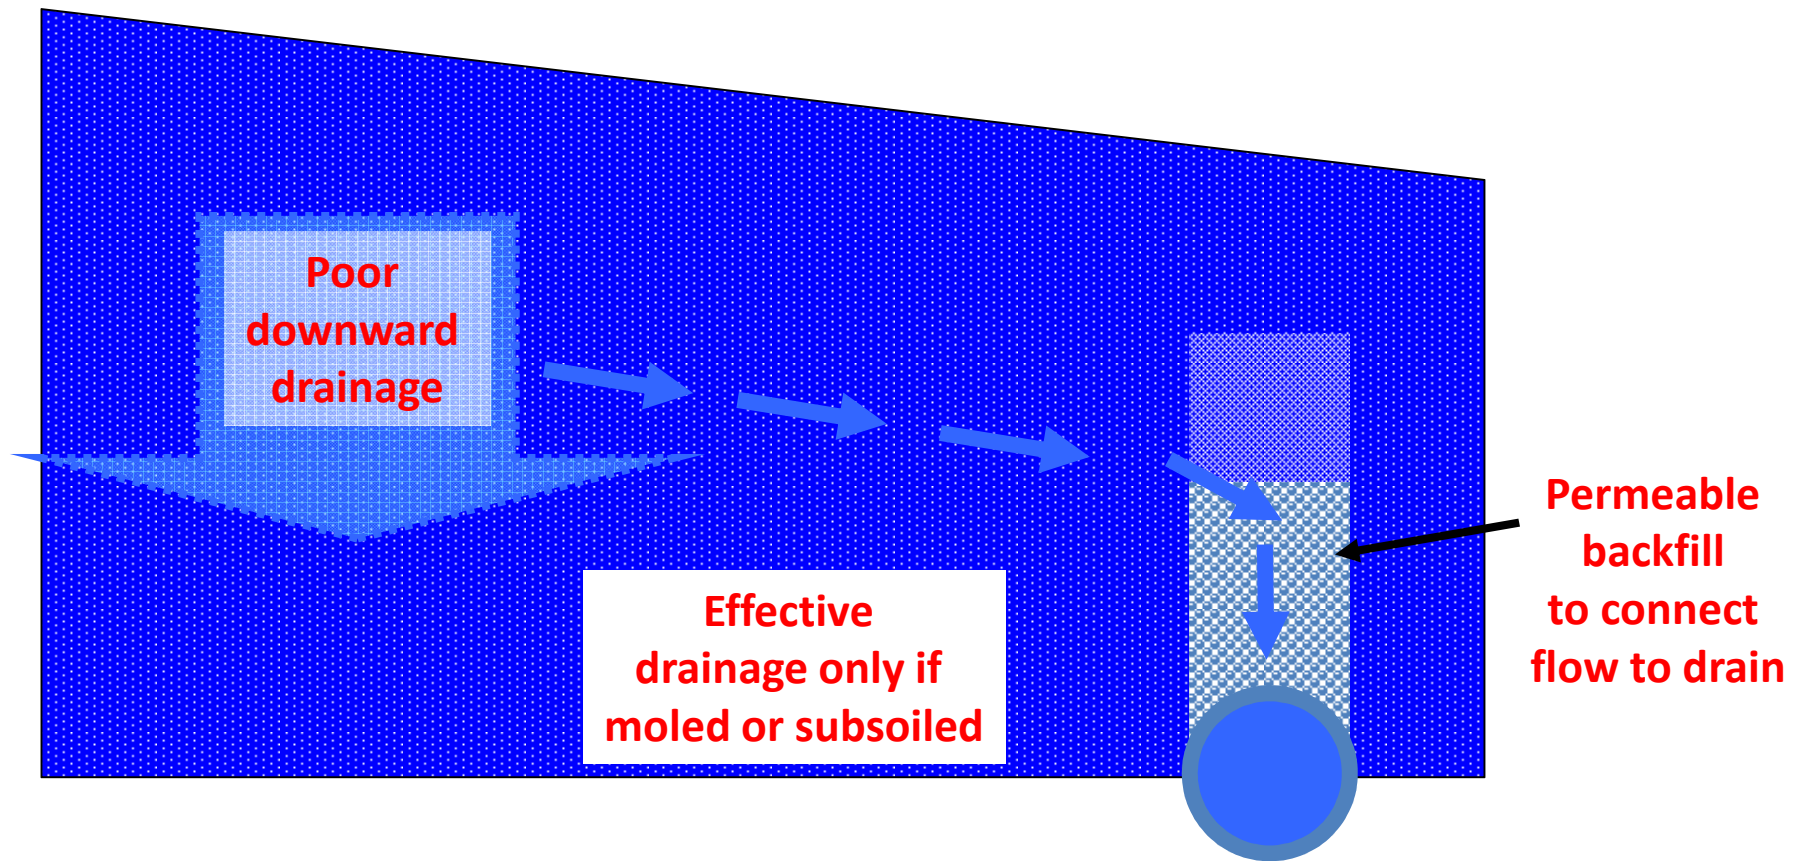 Poor
downward
drainage
Effective
drainage only if
moled or subsoiled
Permeable
backfill
to connect
flow to drain